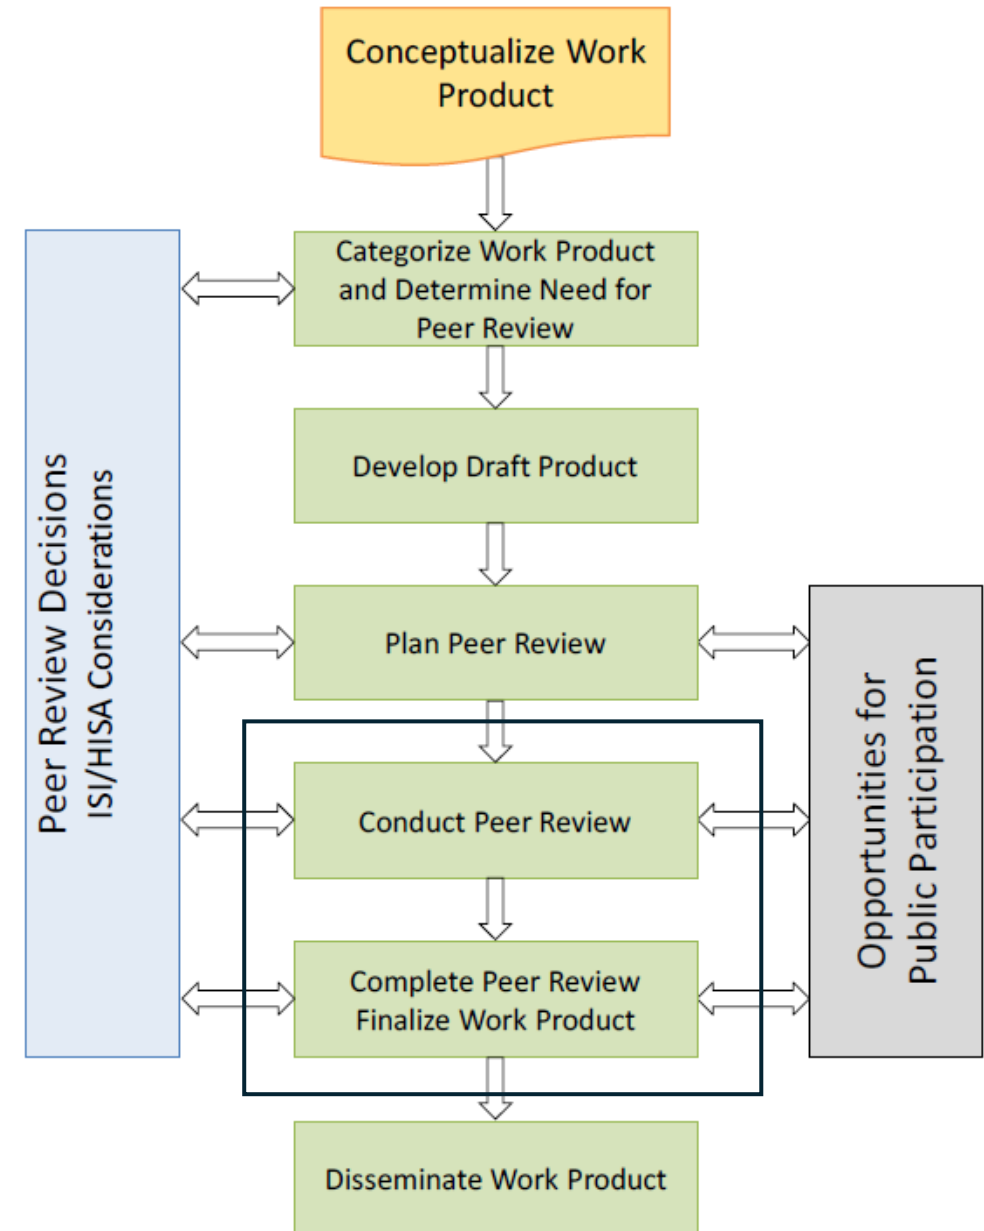 Conceptualize Work
Product
Categorize Work Product
and Determine Need for
Peer Review
Develop Draft Product
Plan Peer Review
Conduct Peer Review
Complete Peer Review
Finalize Work Product
Disseminate Work Product
Peer Review Decisions
ISI/HISA Considerations
Opportunities for
Public Participation